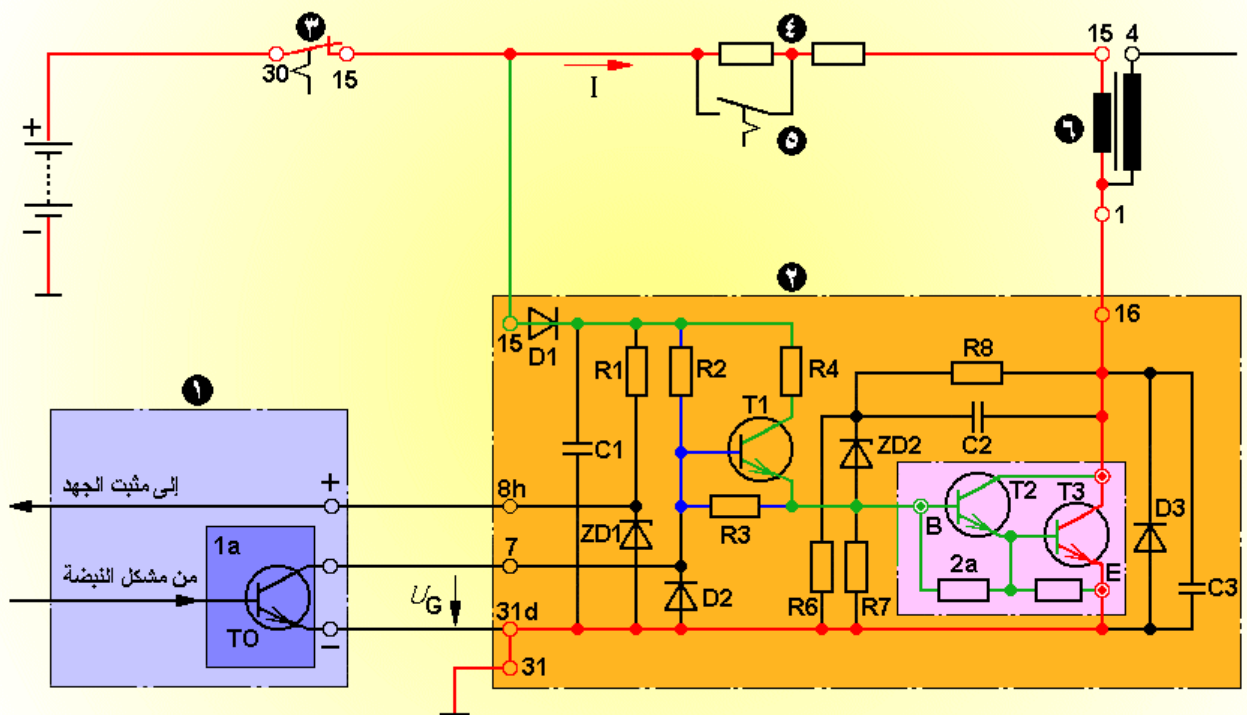 ٣
30
15
٤
I
٥
15
4
٦
1
+
−
٢
15
D1
16
R1
R2
R4
T1
R8
C1
ZD2
C2
T2
T3
D3
B
E
2a
R3
ZD1
D2
R6
R7
C3
8h
7
31d
31
١
إلى مثبت الجهد
+
1a
من مشكل النبضة
TO
−
UG